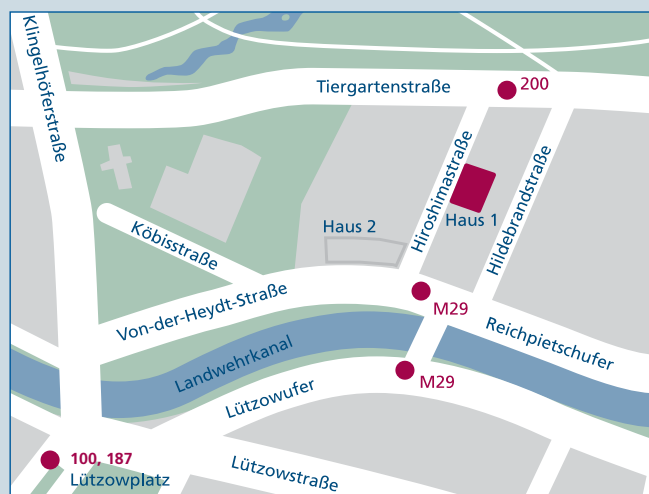 Klingelhöferstraße
Tiergartenstraße
200
Hiroshimastraße
Haus 1
Hildebrandstraße
Haus 2
Köbisstraße
Von-der-Heydt-Straße
M29
Reichpietschufer
Landwehrkanal
Lützowufer
M29
100, 187
Lützowplatz
Lützowstraße